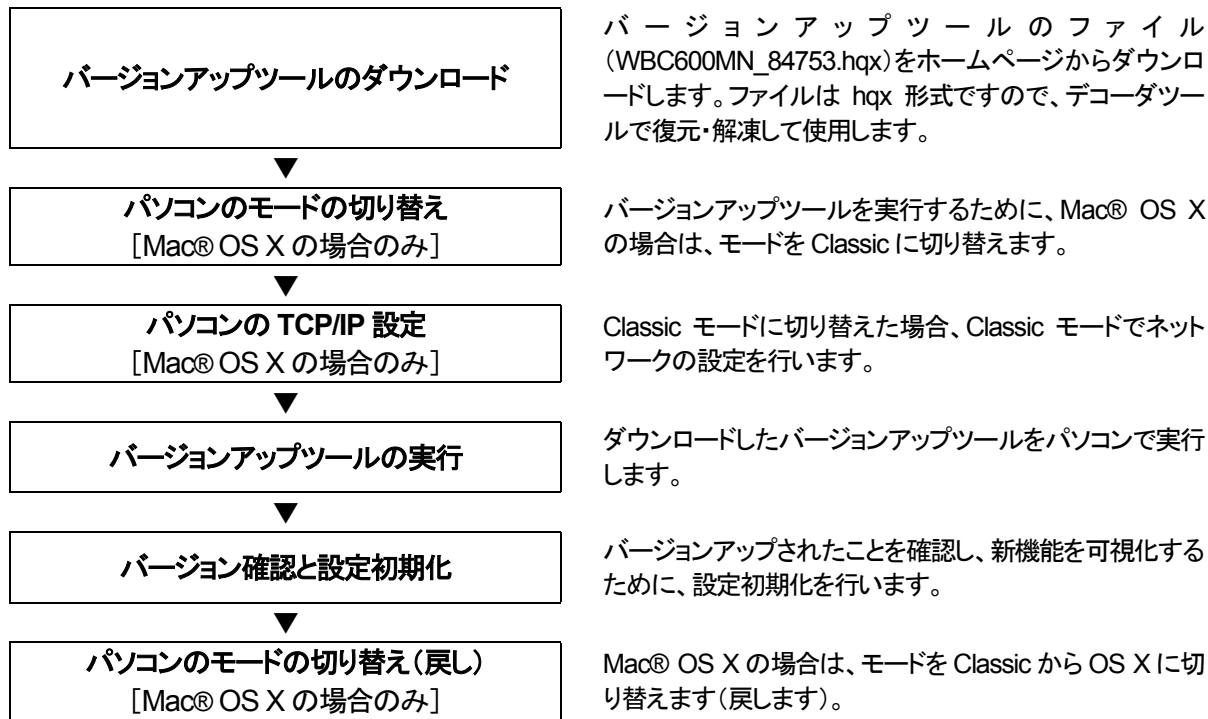 バージョンアップツールのダウンロード
バージョンアップツールのファイル
（WBC600MN_84753.hqx）をホームページからダウンロ
ードします。ファイルは hqx 形式ですので、デコーダツー
ルで復元・解凍して使用します。
▼
パソコンのモードの切り替え
［Mac® OS X の場合のみ］
バージョンアップツールを実行するために、Mac® OS X
の場合は、モードを Classic に切り替えます。
▼
パソコンの TCP/IP 設定
［Mac® OS X の場合のみ］
Classic モードに切り替えた場合、Classic モードでネット
ワークの設定を行います。
▼
バージョンアップツールの実行
ダウンロードしたバージョンアップツールをパソコンで実行
します。
▼
バージョン確認と設定初期化
バージョンアップされたことを確認し、新機能を可視化する
ために、設定初期化を行います。
▼
パソコンのモードの切り替え（戻し）
［Mac® OS X の場合のみ］
Mac® OS X の場合は、モードを Classic から OS X に切
り替えます（戻します）。